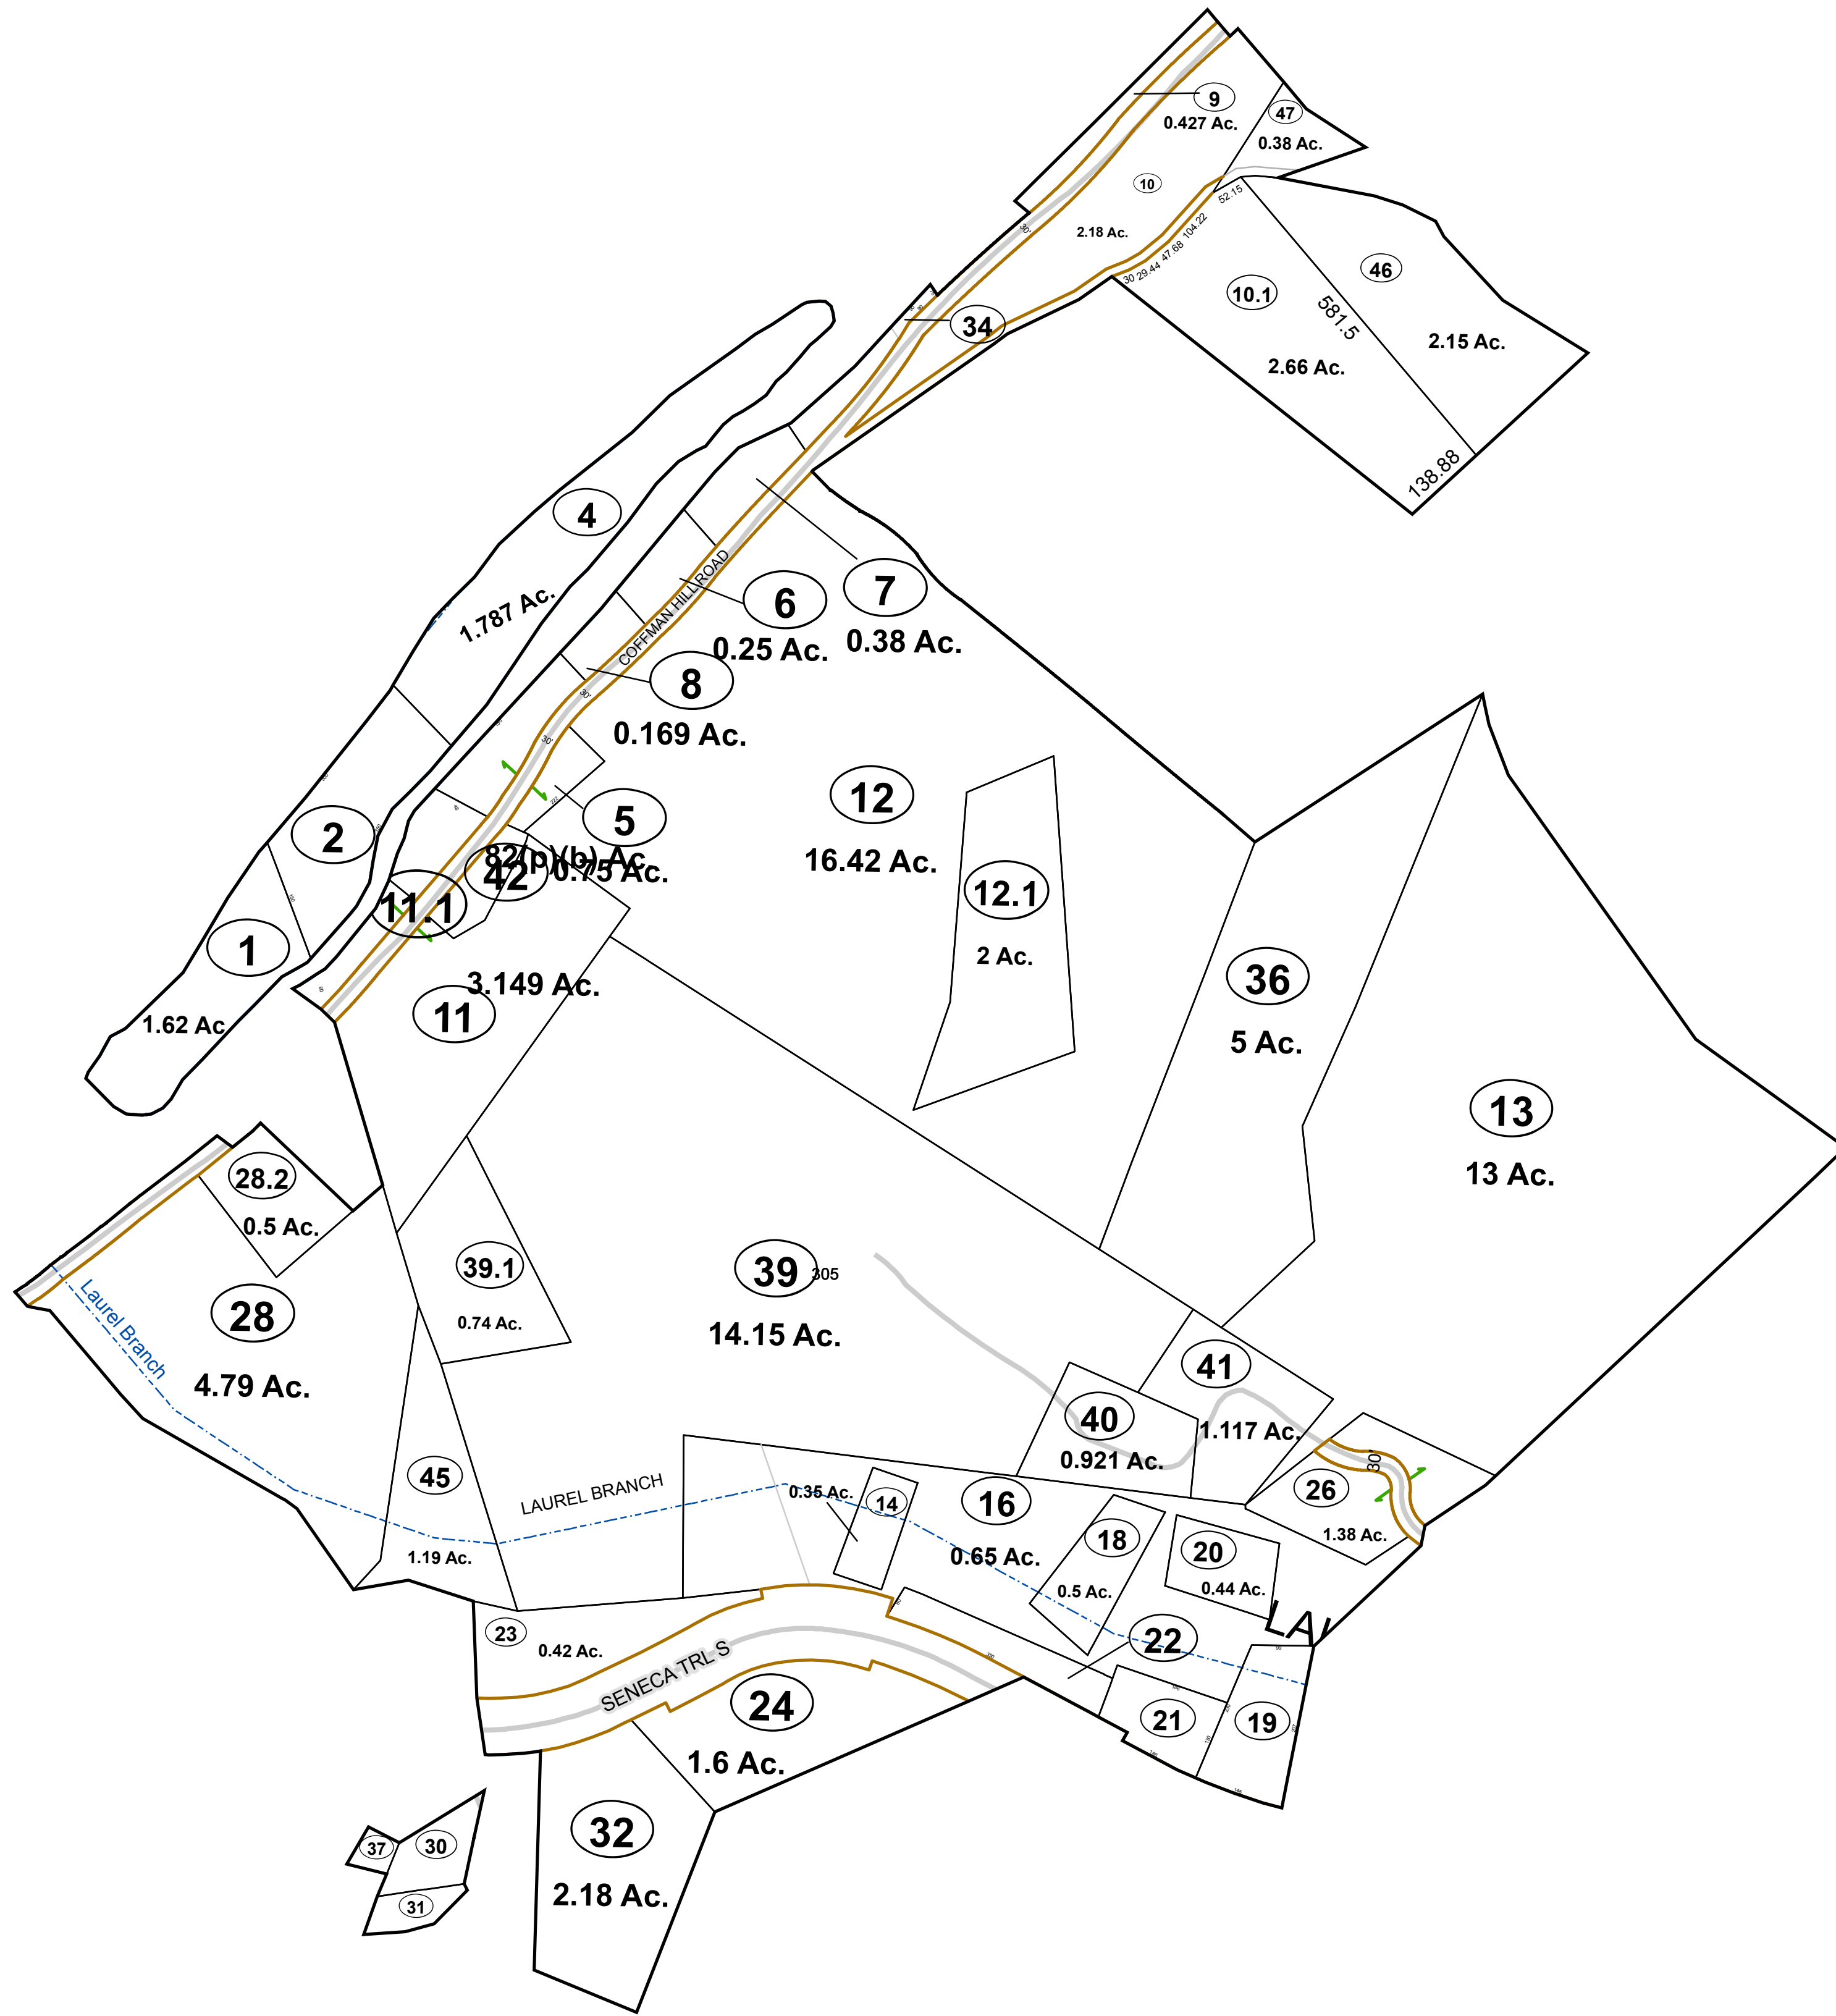 9
0.427 Ac.
47
0.38 Ac.
10
2.18 Ac.
52.15
104.22
47.68
29.44
30
30'
46
10.1
581.5
2.15 Ac.
2.66 Ac.
34
138.88
4
1.787 Ac.
COFFMAN HILL ROAD
7
0.38 Ac.
6
0.25 Ac.
8
0.169 Ac.
30'
30'
5
0.75 Ac.
82(p)(b) Ac.
42
11.1
2
1
1.62 Ac
3.149 Ac.
11
12
16.42 Ac.
12.1
2 Ac.
36
5 Ac.
13
13 Ac.
28.2
0.5 Ac.
28
4.79 Ac.
Laurel Branch
39.1
0.74 Ac.
39
305
14.15 Ac.
41
1.117 Ac.
40
0.921 Ac.
30'
26
1.38 Ac.
45
1.19 Ac.
LAUREL BRANCH
0.35 Ac.
14
16
0.65 Ac.
18
0.5 Ac.
20
0.44 Ac.
LAU
22
23
0.42 Ac.
SENECA TRL S
24
1.6 Ac.
21
19
32
2.18 Ac.
37
30
31